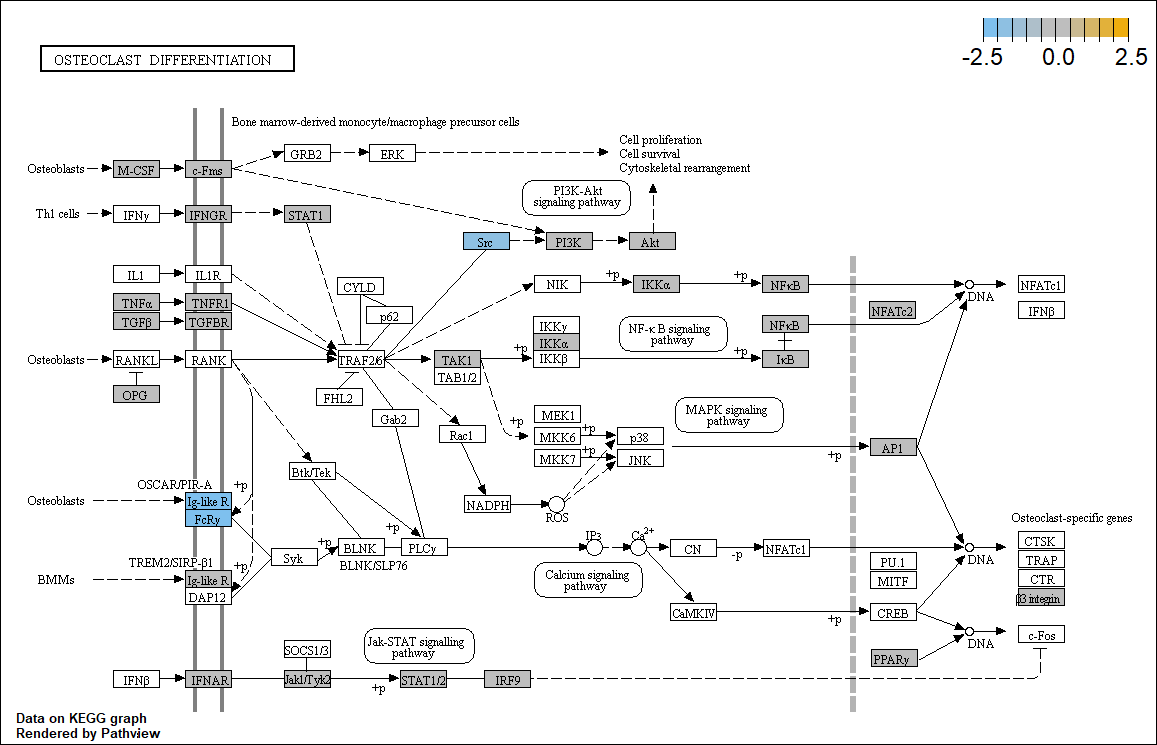 -2.5 0.0 2.5
OSTEOCLAST DIFFERENTIATION
Bone marrow-derived monocyte/macrophage precursor cells
Cell proliferation
Cell survival
Cytoskeletal rearrangement
GRB2 ERK
Osteoblasts M-CSF c-Fms
PI3K-Akt
signaling pathway
Th1 cells IFNγ IFNGR STAT1
Src PI3K Akt
IL1 IL1R
CYLD
NIK +p IKKα +p NFκB
DNA
NFATc1
TNFα TNFR1
TGFβ TGFBR
p62
NFATc2
IFNβ
IKKγ
IKKα
IKKβ
NF-κ B signaling
pathway
NFκB
+p
+p
IκB
Osteoblasts RANKL RANK TRAF2/6 TAK1
TAB1/2
OPG
FHL2
Gab2
Rac1
+p
MEK1
MKK6 +p p38
MKK7 +p JNK
MAPK signaling
pathway
+p
AP1
Btk/Tek
OSCAR/PIR-A +p
Osteoblasts Ig-like R
FcRγ
NADPH
ROS
Osteoclast-specific genes
+p
+p
Syk
BLNK PLCγ
BLNK/SLP76
IP3 Ca2+ CN -p NFATc1
DNA
CTSK
TRAP
CTR
β3 integrin
TREM2/SIRP-β1 +p
BMMs Ig-like R
DAP12
Calcium signaling
pathway
PU.1
MITF
CaMKIV +p CREB
DNA
c-Fos
SOCS1/3
Jak-STAT signalling
pathway
PPARγ
IFNβ IFNAR Jak1/Tyk2 +p STAT1/2 IRF9
Data on KEGG graph
Rendered by Pathview